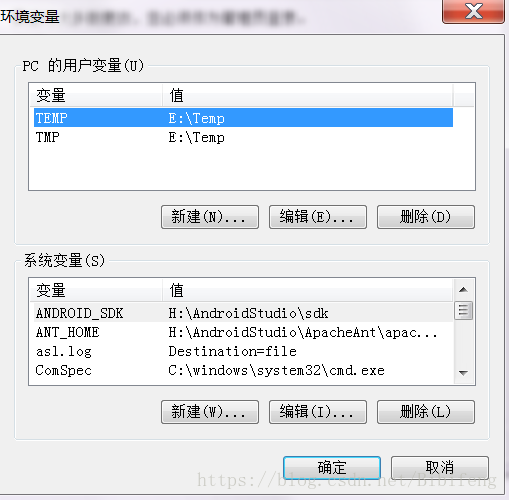 环境变量
PC 的用户变量(U)
变量 值
TEMP E:\Temp
TMP E:\Temp
新建(N)... 编辑(E)... 删除(D)
系统变量(S)
变量 值
ANDROID_SDK H:\AndroidStudio\sdk
ANT_HOME H:\AndroidStudio\ApacheAnt\apac...
asl.log Destination=file
ComSpec C:\windows\system32\cmd.exe
新建(W)... 编辑(I)... 删除(L)
确定 取消
https://blog.csdn.net/Bibifeng